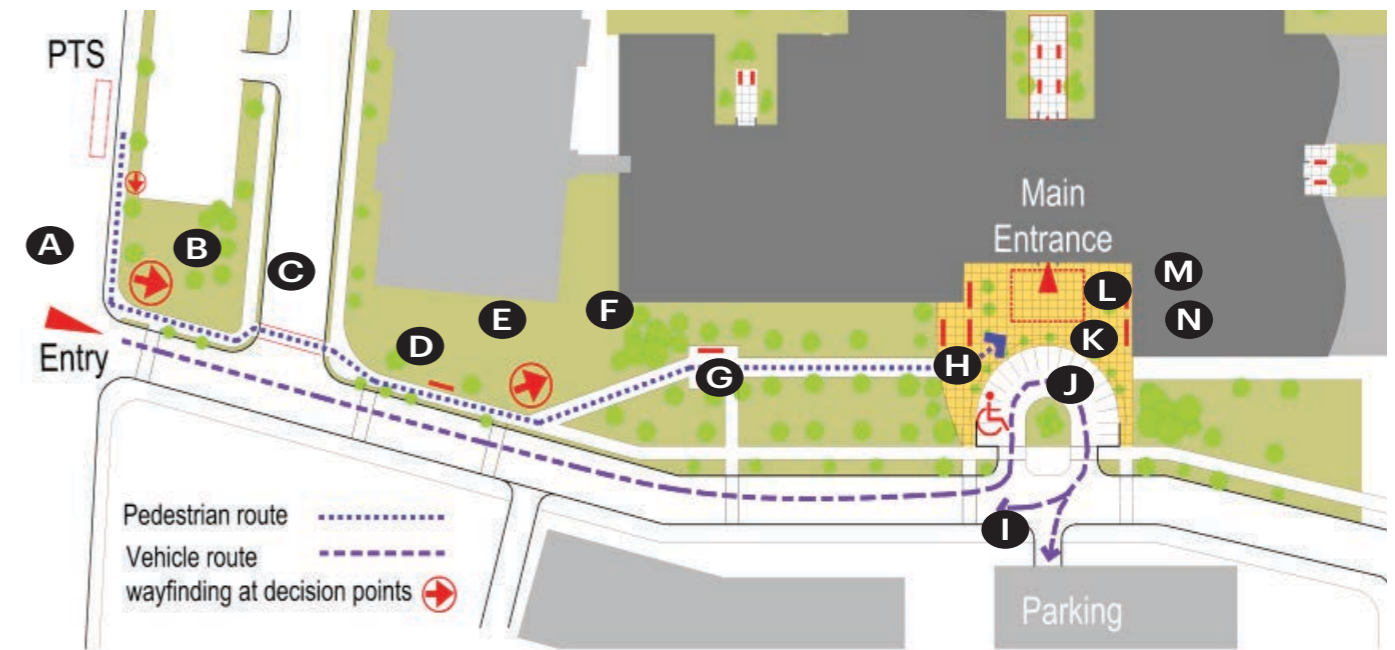 PTS
Main
Entrance
A
B
C
M
L
F
N
E
Entry
D
K
H
G
J
Pedestrian route
I
Vehicle route
wayfinding at decision points
Parking